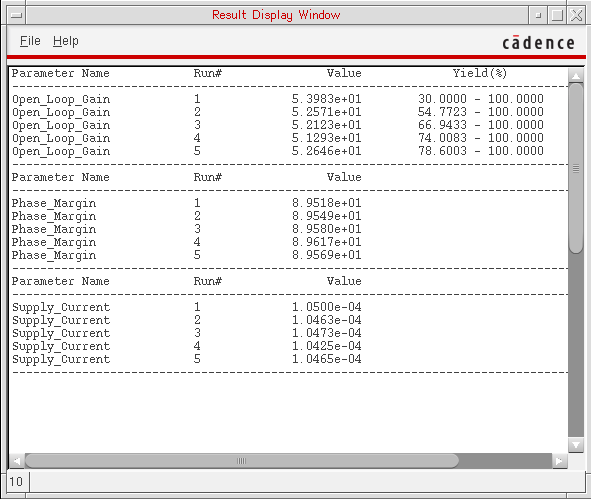 Result Display Window
File Help
cādence
Parameter Name Run# Value Yield(%)
Open_Loop_Gain 1 5.3983e+01 30.0000 - 100.0000
Open_Loop_Gain 2 5.2571e+01 54.7723 - 100.0000
Open_Loop_Gain 3 5.2123e+01 66.9433 - 100.0000
Open_Loop_Gain 4 5.1293e+01 74.0083 - 100.0000
Open_Loop_Gain 5 5.2646e+01 78.6003 - 100.0000
Parameter Name Run# Value
Phase_Margin 1 8.9518e+01
Phase_Margin 2 8.9549e+01
Phase_Margin 3 8.9580e+01
Phase_Margin 4 8.9617e+01
Phase_Margin 5 8.9569e+01
Parameter Name Run# Value
Supply_Current 1 1.0500e-04
Supply_Current 2 1.0463e-04
Supply_Current 3 1.0473e-04
Supply_Current 4 1.0425e-04
Supply_Current 5 1.0465e-04
10